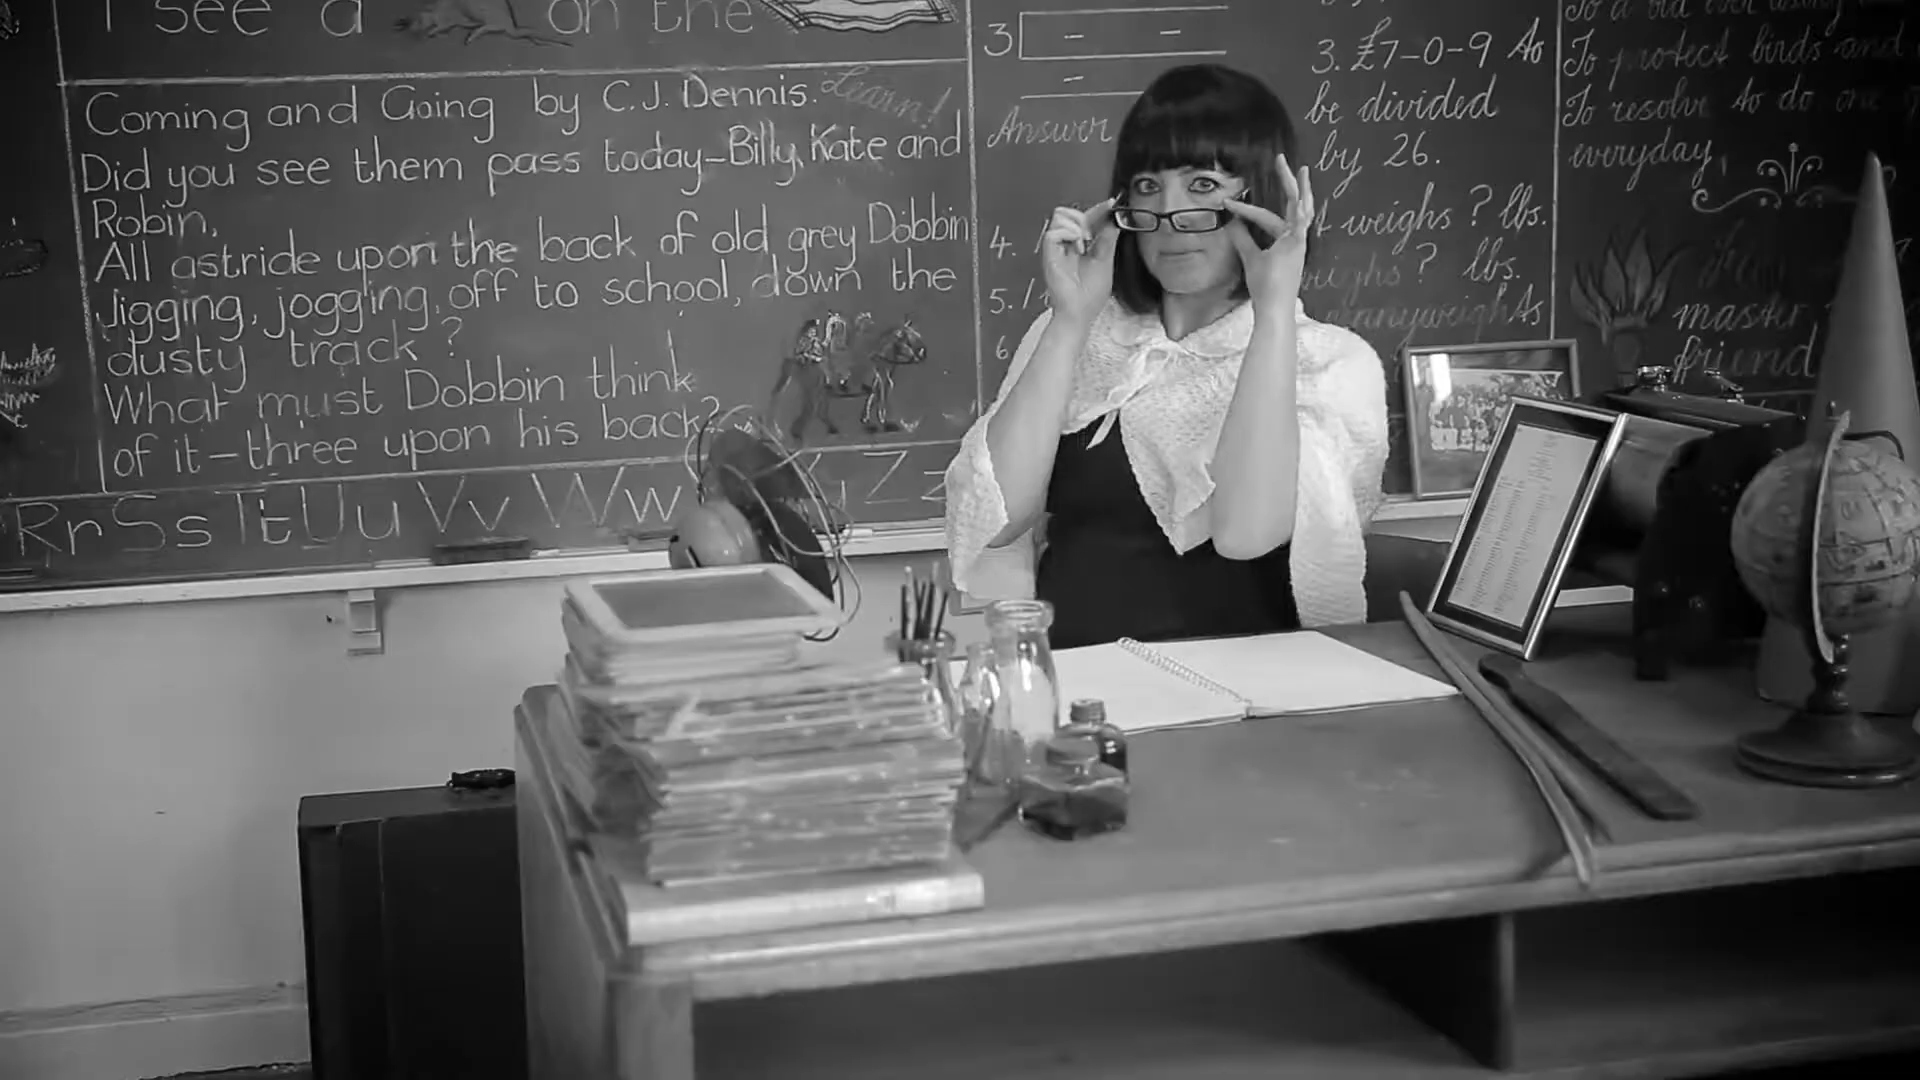 I see a on the
Coming and Going by C.J. Dennis. Learn!
Did you see them pass today-Billy, Kate and
Robin,
All astride upon the back of old grey Dobbin
Jigging, joggling, off to school, down the
dusty track?
What must Dobbin think
of it-three upon his back?
Rr Ss Tt Uu Vv Ww Zz
3 - -
-
Answer
4.
5.
6
3. £7-0-9 to
be divided
by 26.
weighs ? lbs.
weighs ? lbs.
pennyweights
To protect birds and
To resolve to do one
everyday,
master
friend